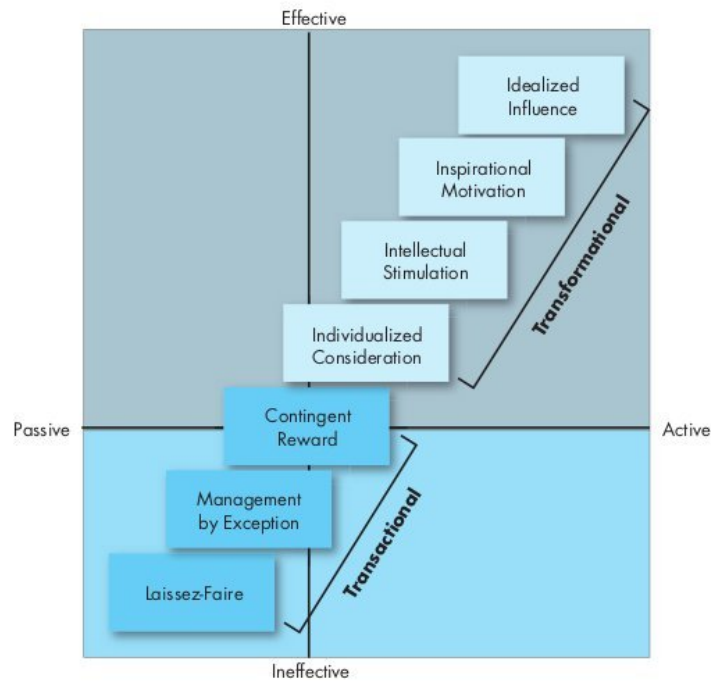 Effective
Idealized
Influence
Inspirational
Motivation
Intellectual
Stimulation
Transformational
Individualized
Consideration
Passive
Contingent
Reward
Active
Management
by Exception
Transactional
Laissez-Faire
Ineffective